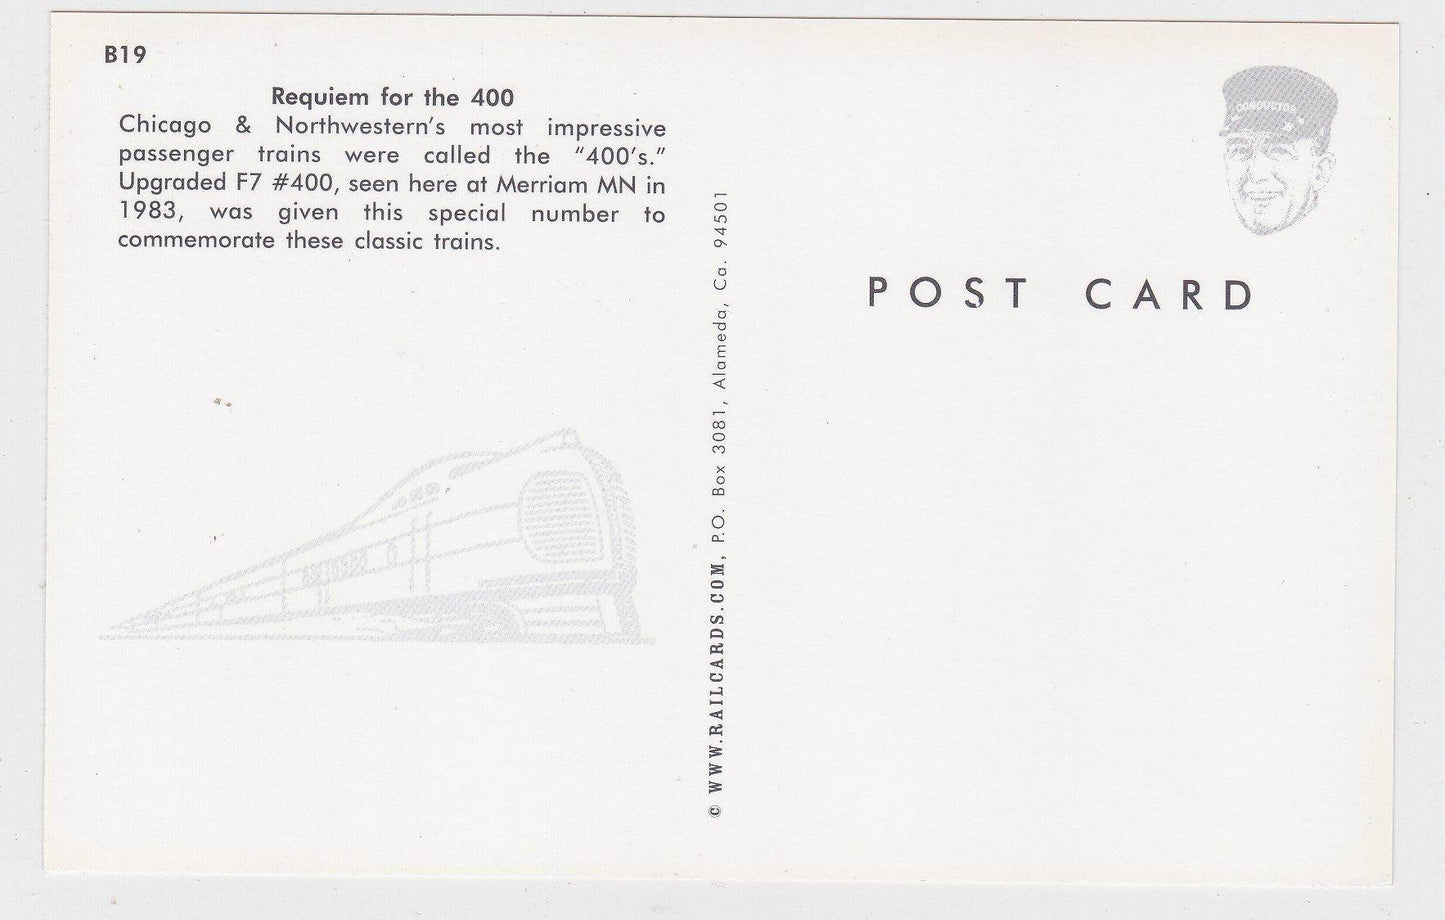 B19
Requiem for the 400
Chicago & Northwestern's most impressive
passenger trains were called the "400's."
Upgraded F7 #400, seen here at Merriam MN in
1983, was given this special number to
commemorate these classic trains.
© WWW.RAILCARDS.COM, P.O. Box 3081, Alameda, Ca. 94501
CONDUCTOR
POST CARD